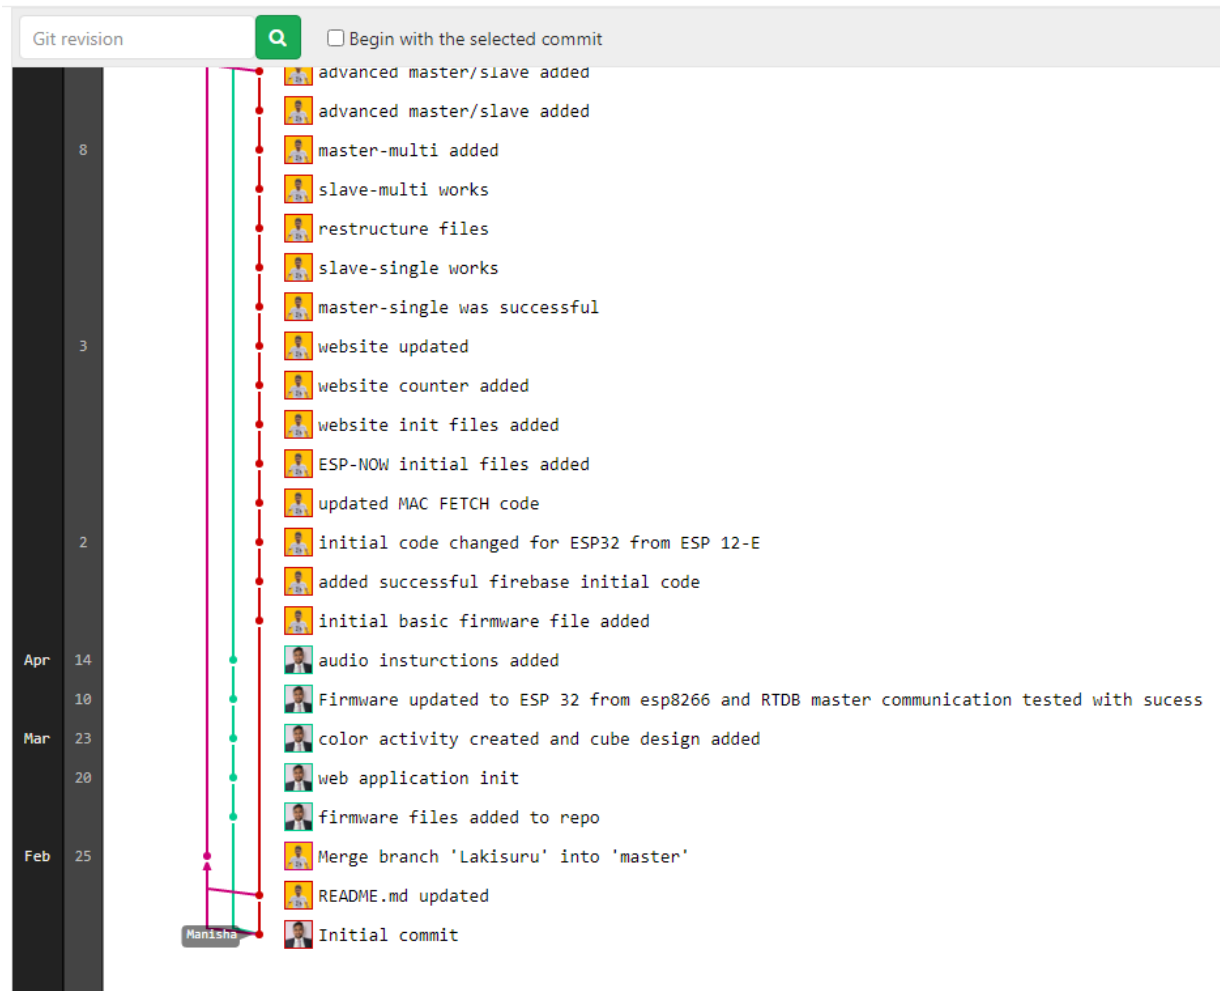 Git revision
Begin with the selected commit
advanced master/slave added
advanced master/slave added
8 master-multi added
slave-multi works
restructure files
slave-single works
master-single was successful
3 website updated
website counter added
website init files added
ESP-NOW initial files added
updated MAC FETCH code
2 initial code changed for ESP32 from ESP 12-E
added successful firebase initial code
initial basic firmware file added
Apr 14 audio insturctions added
10 Firmware updated to ESP 32 from esp8266 and RTDB master communication tested with sucess
Mar 23 color activity created and cube design added
20 web application init
firmware files added to repo
Feb 25 Merge branch 'Lakisuru' into 'master'
README.md updated
Manisha Initial commit